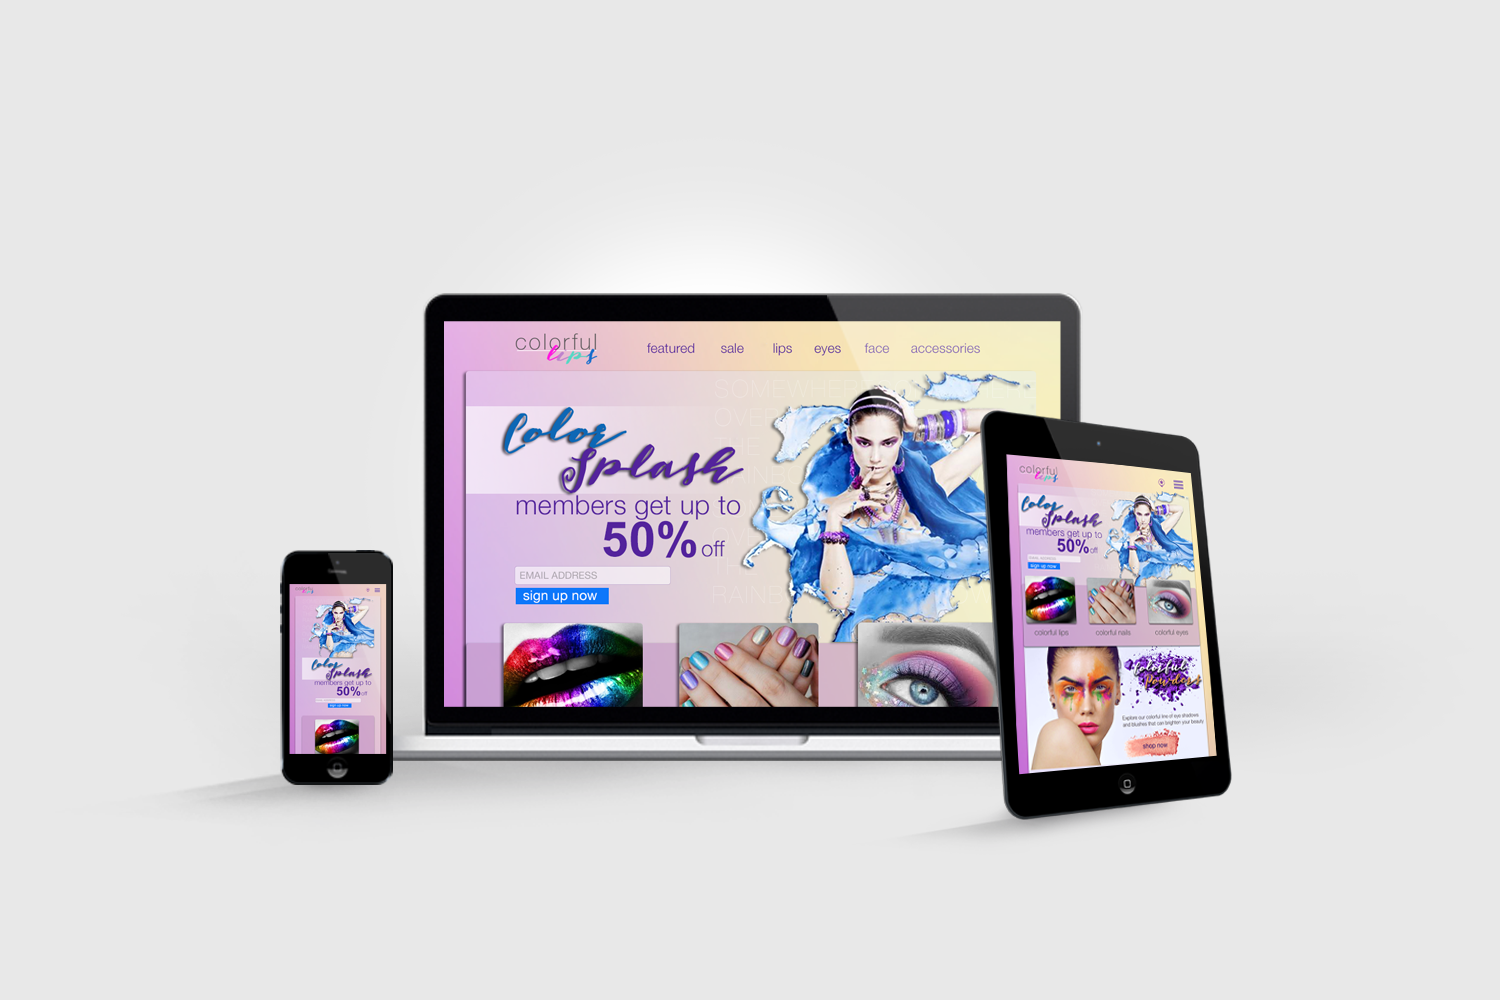 colorful
lips
featured sale lips eyes face accessories
SOMEWHERE
OVER
THE
RAINBOW
Color
Splash
members get up to
50% off
EMAIL ADDRESS
sign up now
colorful
lips
Color
Splash
members get up to
50% off
EMAIL ADDRESS
sign up now
colorful lips colorful nails colorful eyes
Colorful
Powders
Explore our colorful line of eye shadows
and blushes that can brighten your beauty
shop now
colorful
lips
Color
Splash
members get up to
50% off
sign up now